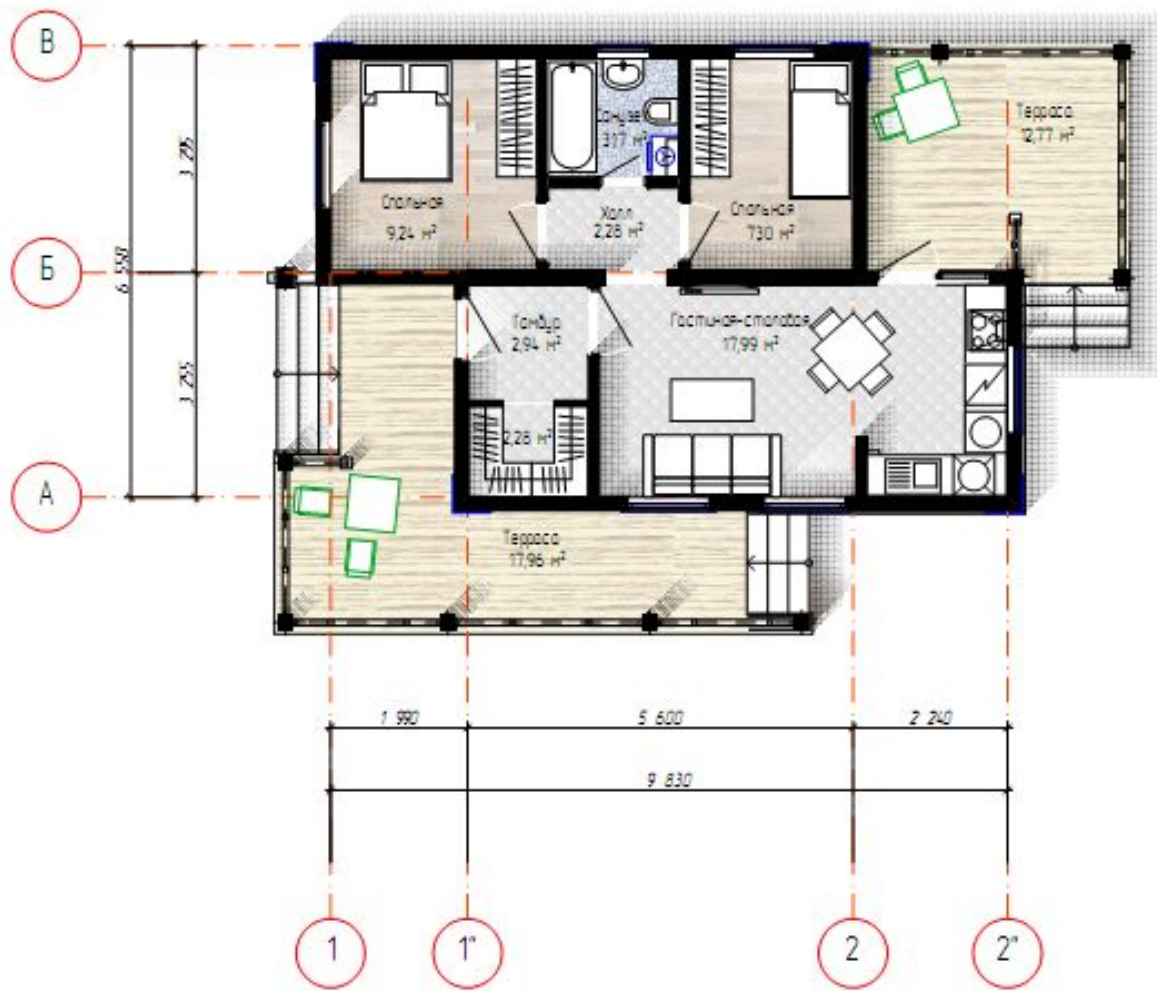 В
Терраса
12,77 м²
Санузел
3,17 м²
3 295
Спальная
9,24 м²
Холл
2,28 м²
Спальная
7,30 м²
6 550
Б
Тамбур
2,94 м²
Гостиная-столовая
17,99 м²
3 255
2,28 м²
А
Терраса
17,96 м²
1 990
5 600
2 240
9 830
1
1"
2
2"